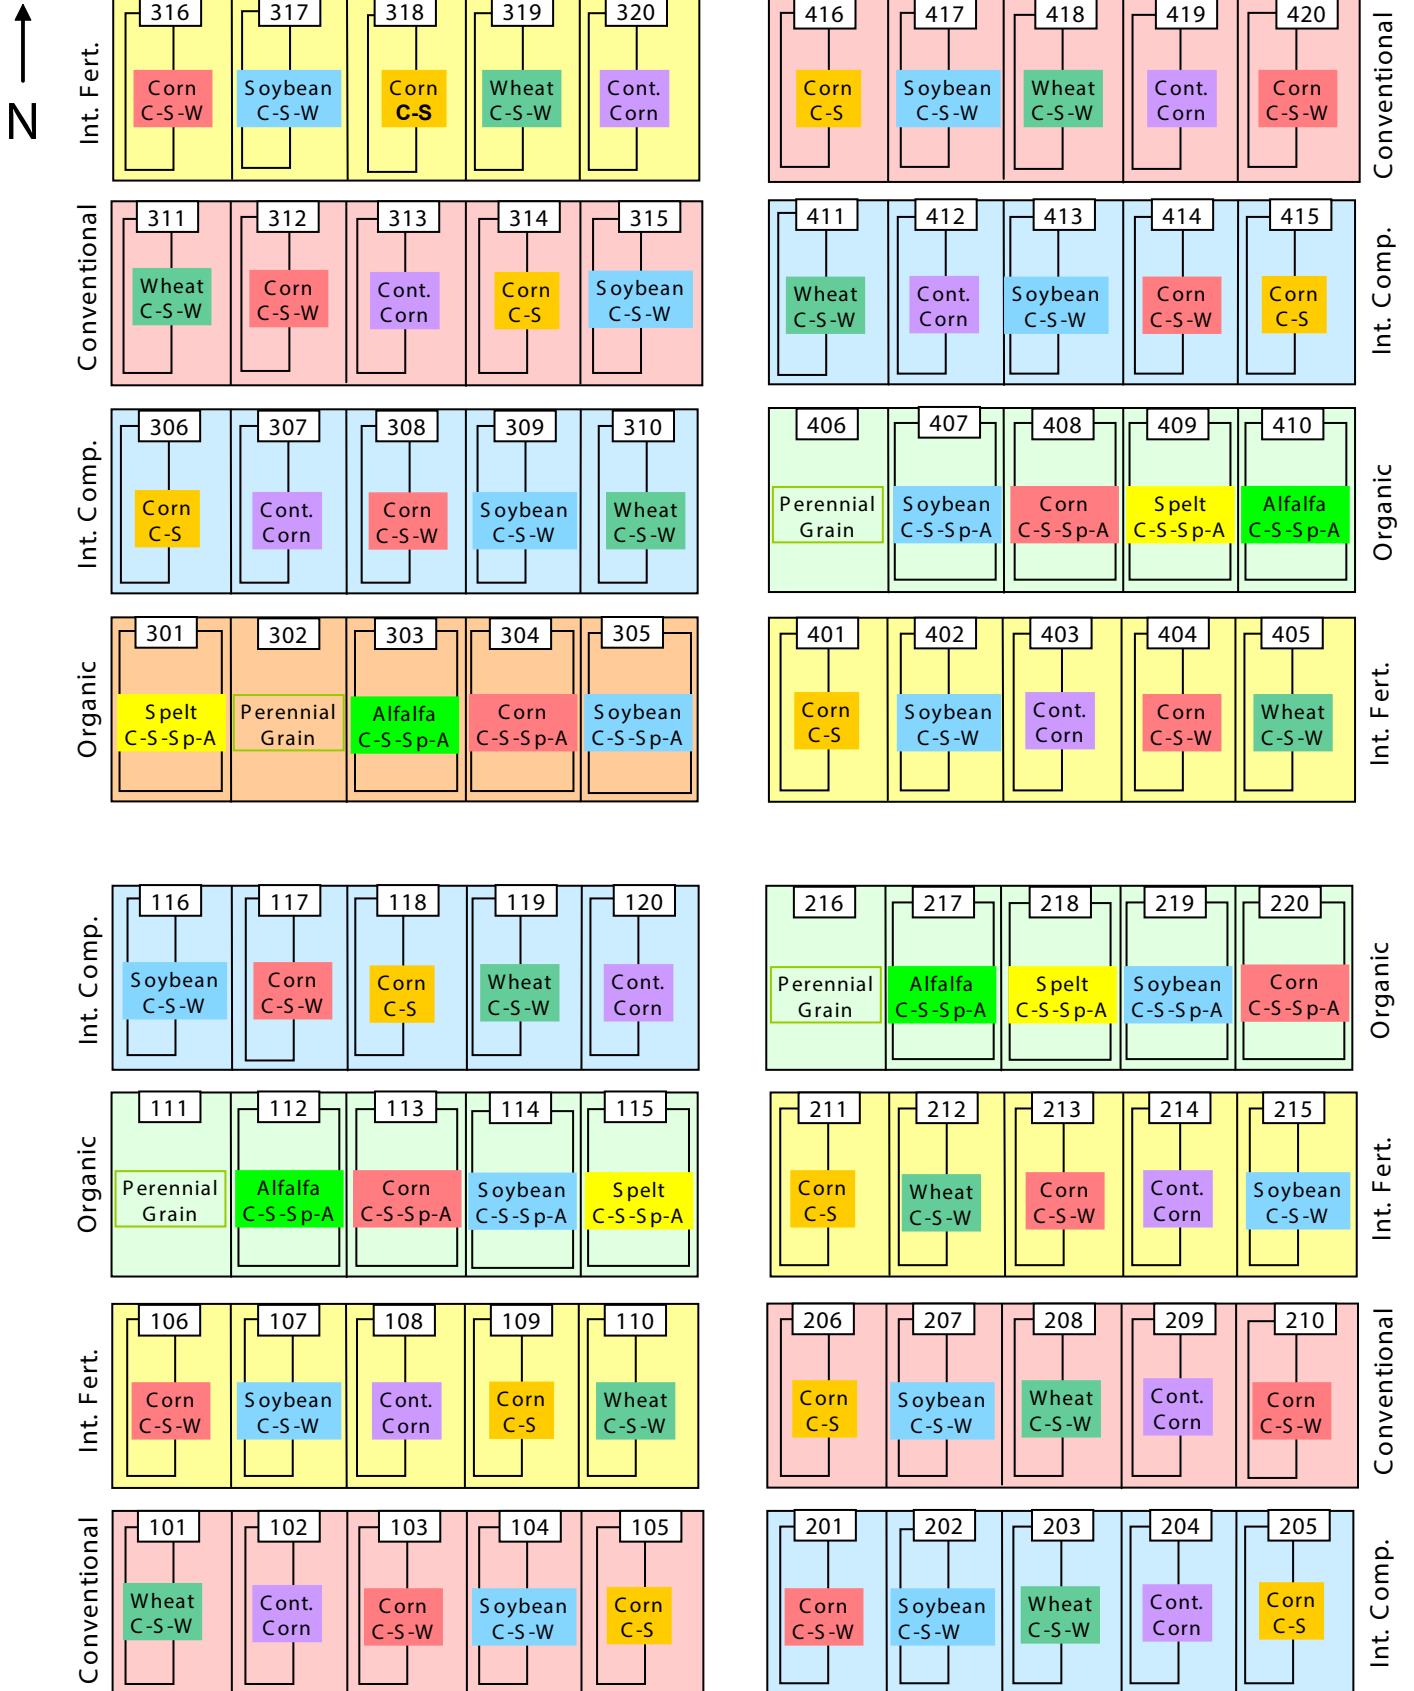 N
Int. Fert.
316 317 318 319 320
Corn Soybean Corn Wheat Cont.
C-S-W C-S-W C-S C-S-W Corn
416 417 418 419 420
Corn Soybean Wheat Cont. Corn
C-S C-S-W C-S-W Corn C-S-W
Conventional
Conventional
311 312 313 314 315
Wheat Corn Cont. Corn Soybean
C-S-W C-S-W Corn C-S C-S-W
411 412 413 414 415
Wheat Cont. Soybean Corn Corn
C-S-W Corn C-S-W C-S-W C-S
Int. Comp.
Int. Comp.
306 307 308 309 310
Corn Cont. Corn Soybean Wheat
C-S Corn C-S-W C-S-W C-S-W
406 407 408 409 410
Perennial Soybean Corn Spelt Alfalfa
Grain C-S-Sp-A C-S-Sp-A C-S-Sp-A C-S-Sp-A
Organic
Organic
301 302 303 304 305
Spelt Perennial Alfalfa Corn Soybean
C-S-Sp-A Grain C-S-Sp-A C-S-Sp-A C-S-Sp-A
401 402 403 404 405
Corn Soybean Cont. Corn Wheat
C-S C-S-W Corn C-S-W C-S-W
Int. Fert.
Int. Comp.
116 117 118 119 120
Soybean Corn Corn Wheat Cont.
C-S-W C-S-W C-S C-S-W Corn
216 217 218 219 220
Perennial Alfalfa Spelt Soybean Corn
Grain C-S-Sp-A C-S-Sp-A C-S-Sp-A C-S-Sp-A
Organic
Organic
111 112 113 114 115
Perennial Alfalfa Corn Soybean Spelt
Grain C-S-Sp-A C-S-Sp-A C-S-Sp-A C-S-Sp-A
211 212 213 214 215
Corn Wheat Corn Cont. Soybean
C-S C-S-W C-S-W Corn C-S-W
Int. Fert.
Int. Fert.
106 107 108 109 110
Corn Soybean Cont. Corn Wheat
C-S-W C-S-W Corn C-S C-S-W
206 207 208 209 210
Corn Soybean Wheat Cont. Corn
C-S C-S-W C-S-W Corn C-S-W
Conventional
Conventional
101 102 103 104 105
Wheat Cont. Corn Soybean Corn
C-S-W Corn C-S-W C-S-W C-S
201 202 203 204 205
Corn Soybean Wheat Cont. Corn
C-S-W C-S-W C-S-W Corn C-S
Int. Comp.